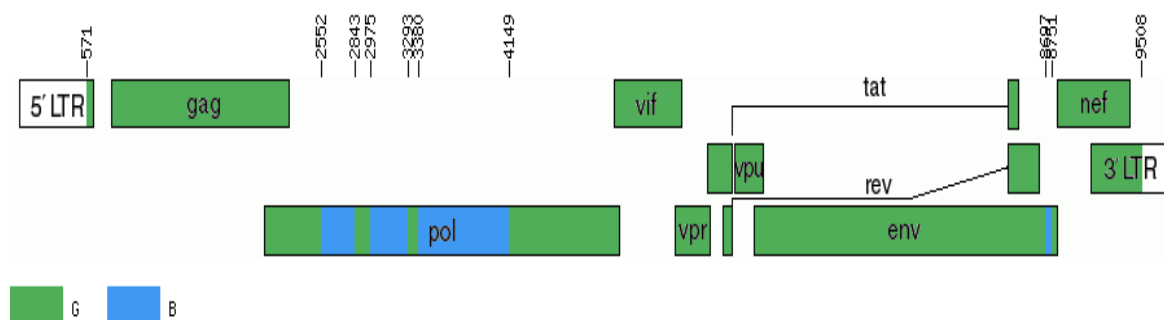 571 2552 2843 2975 3293 3380 4149 8751 9508
5′ LTR gag vif tat nef
vpu rev 3′ LTR
pol vpr env
G B